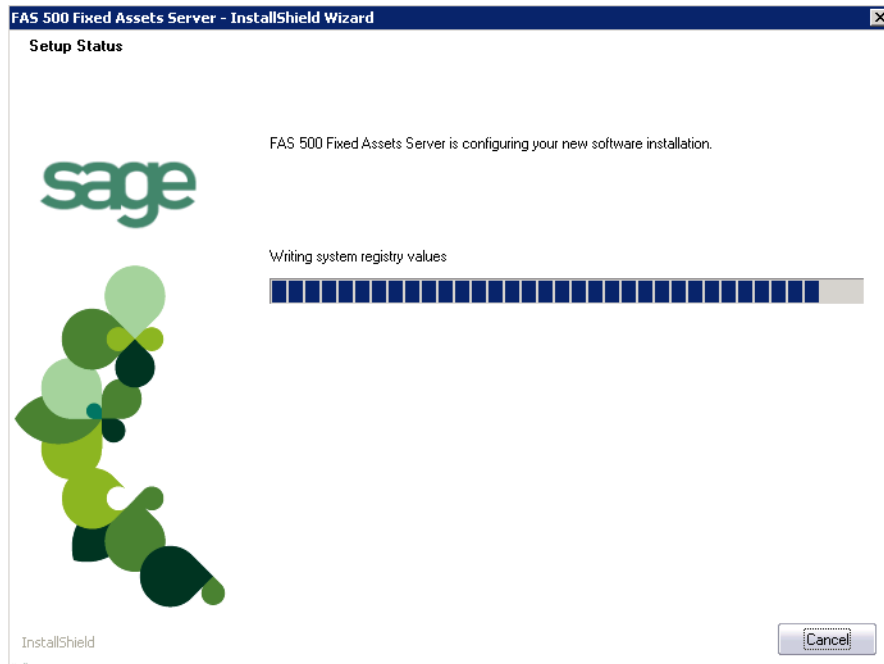 FAS 500 Fixed Assets Server - InstallShield Wizard
Setup Status
FAS 500 Fixed Assets Server is configuring your new software installation.
sage
Writing system registry values
InstallShield
Cancel